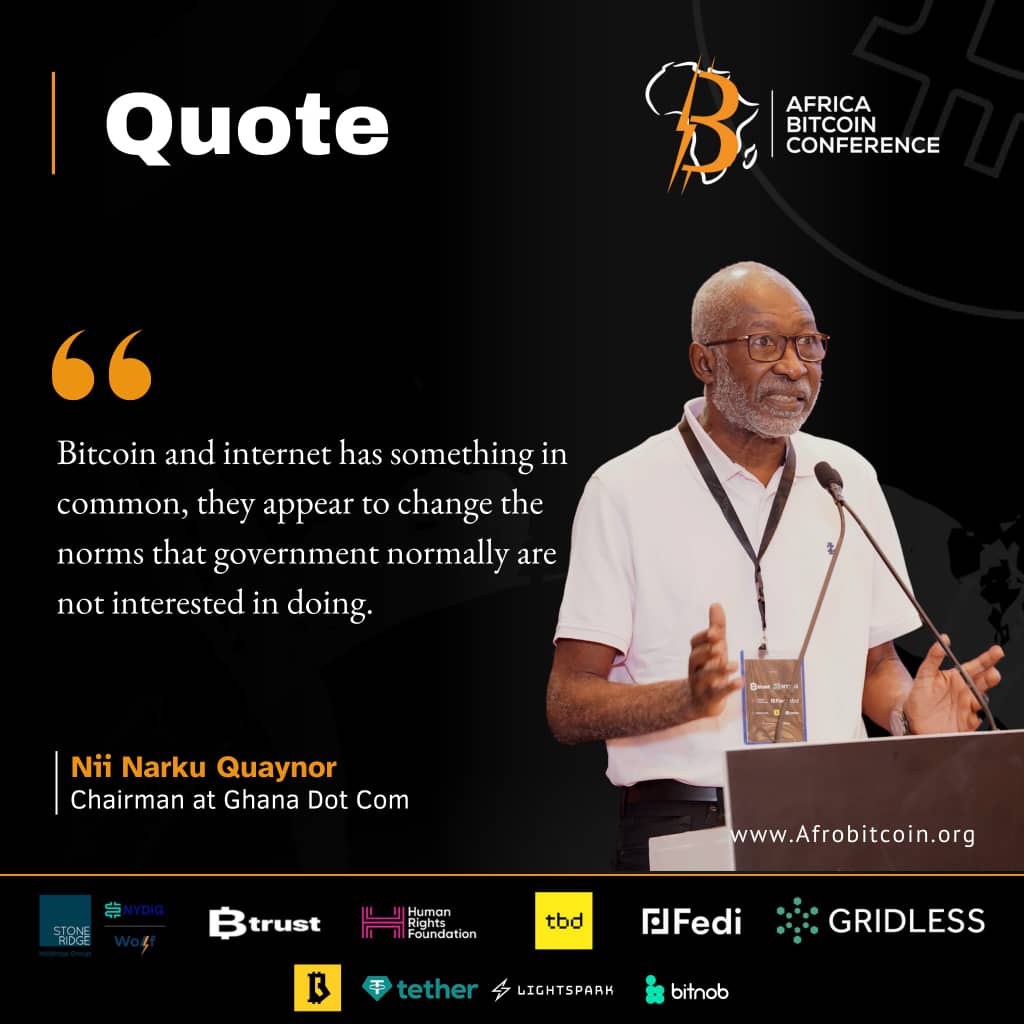 Quote
AFRICA
BITCOIN
CONFERENCE
Bitcoin and internet has something in
common, they appear to change the
norms that government normally are
not interested in doing.
Nii Narku Quaynor
Chairman at Ghana Dot Com
www.Afrobitcoin.org
STONE
RIDGE
Holdings Group
NYDIG
Wolf
trust
Human
Rights
Foundation
tbd
Fedi
GRIDLESS
tether
LIGHTSPARK
bitnob